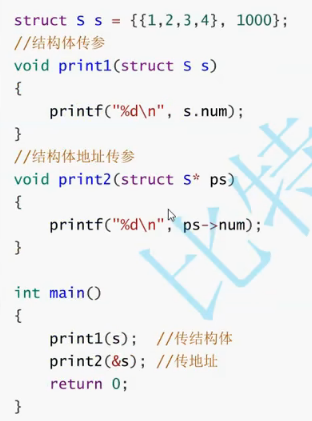 struct S s = {{1,2,3,4}, 1000};
//结构体传参
void print1(struct S s)
{
    printf("%d\n", s.num);
}
//结构体地址传参
void print2(struct S* ps)
{
    printf("%d\n", ps->num);
}

int main()
{
    print1(s);  //传结构体
    print2(&s); //传地址
    return 0;
}
比特